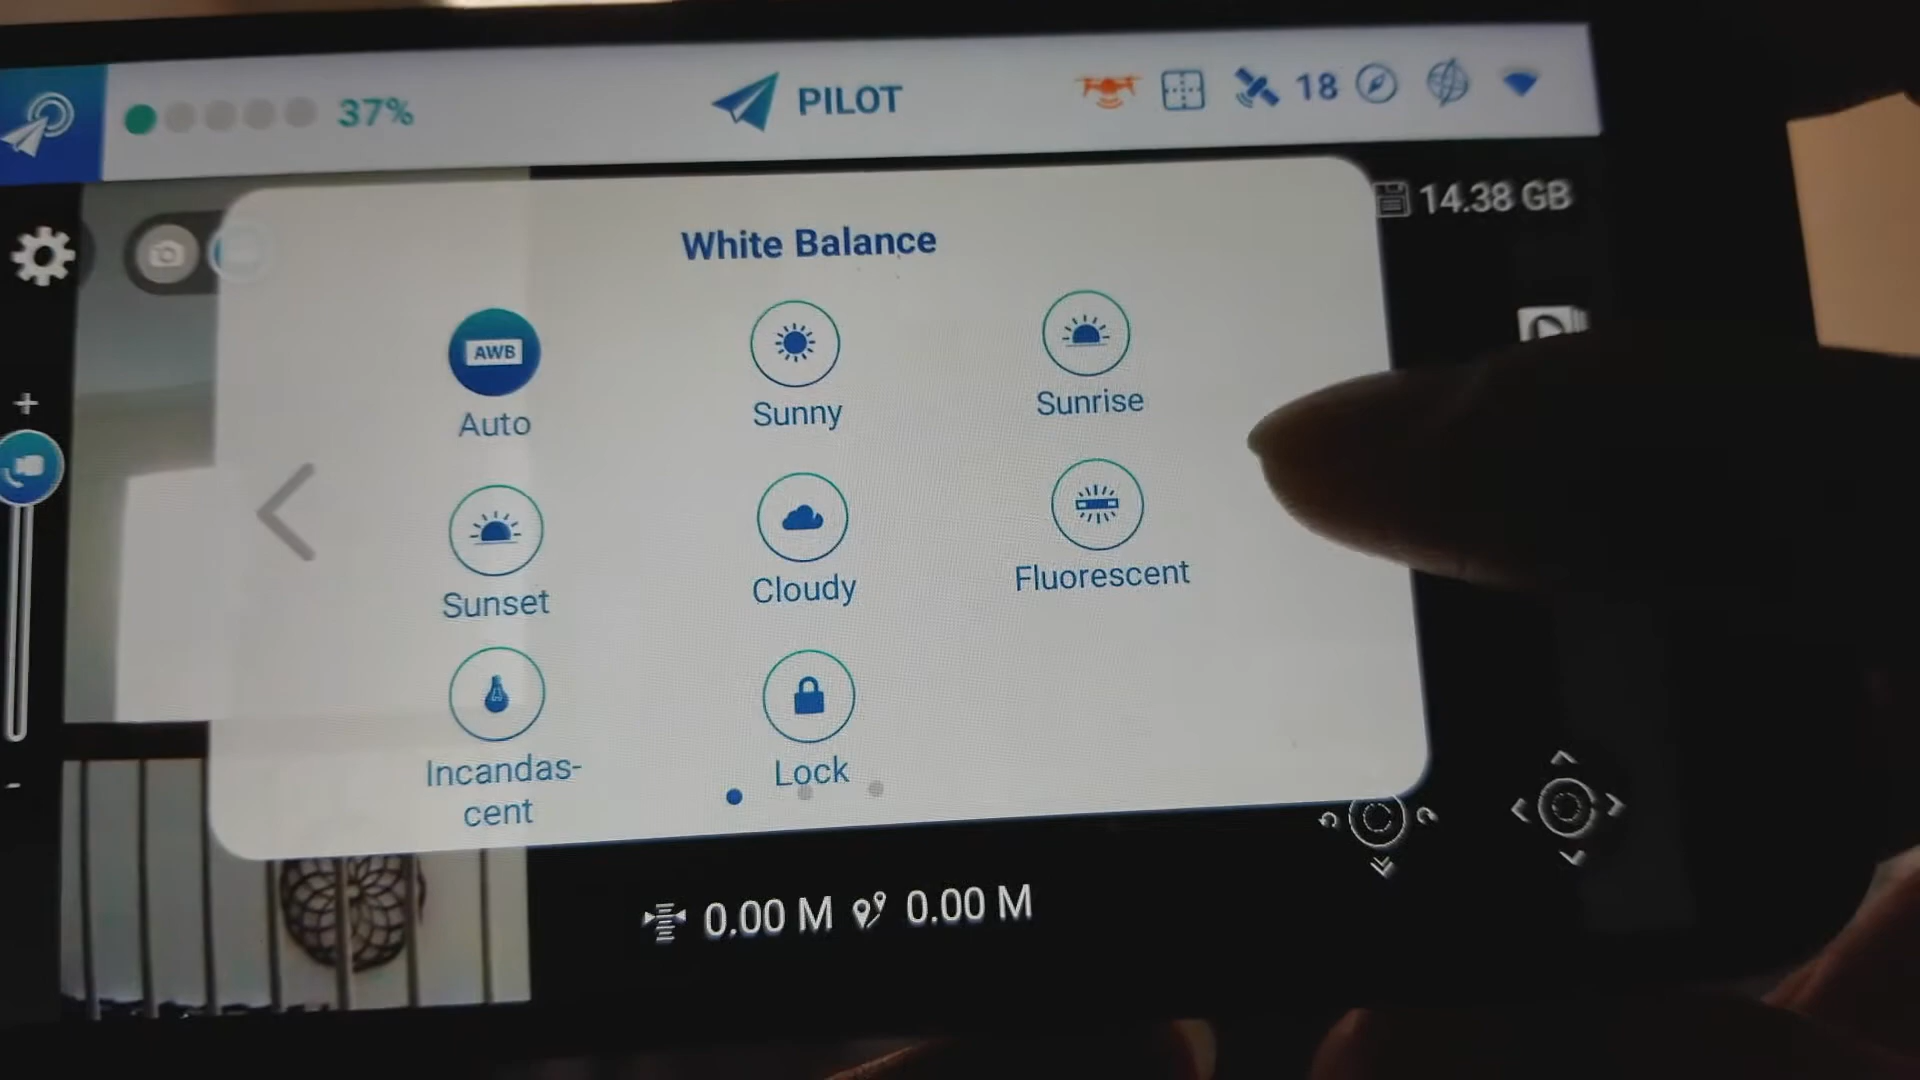 37%
PILOT
18
14.38 GB
White Balance
AWB
Auto
Sunny
Sunrise
Sunset
Cloudy
Fluorescent
Incandas-
cent
Lock
0.00 M
0.00 M